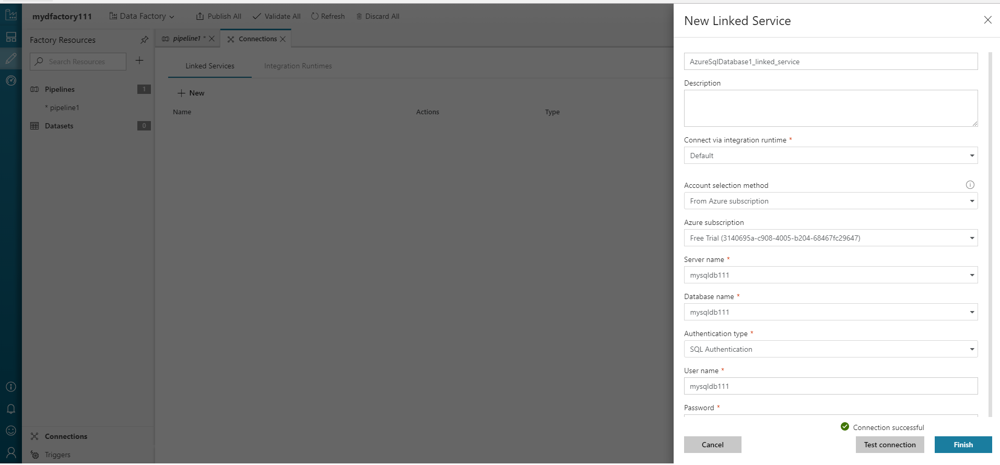 mydfactory111
Data Factory
Publish All
Validate All
Refresh
Discard All
Factory Resources
Search Resources
Pipelines 1
* pipeline1
Datasets 0
Connections
Triggers
pipeline1 *
Connections
Linked Services
Integration Runtimes
New
Name Actions Type
New Linked Service
AzureSqlDatabase1_linked_service
Description
Connect via integration runtime *
Default
Account selection method
From Azure subscription
Azure subscription
Free Trial (3140695a-c908-4005-b204-68467fc29647)
Server name *
mysqldb111
Database name *
mysqldb111
Authentication type *
SQL Authentication
User name *
mysqldb111
Password *
Connection successful
Cancel
Test connection
Finish